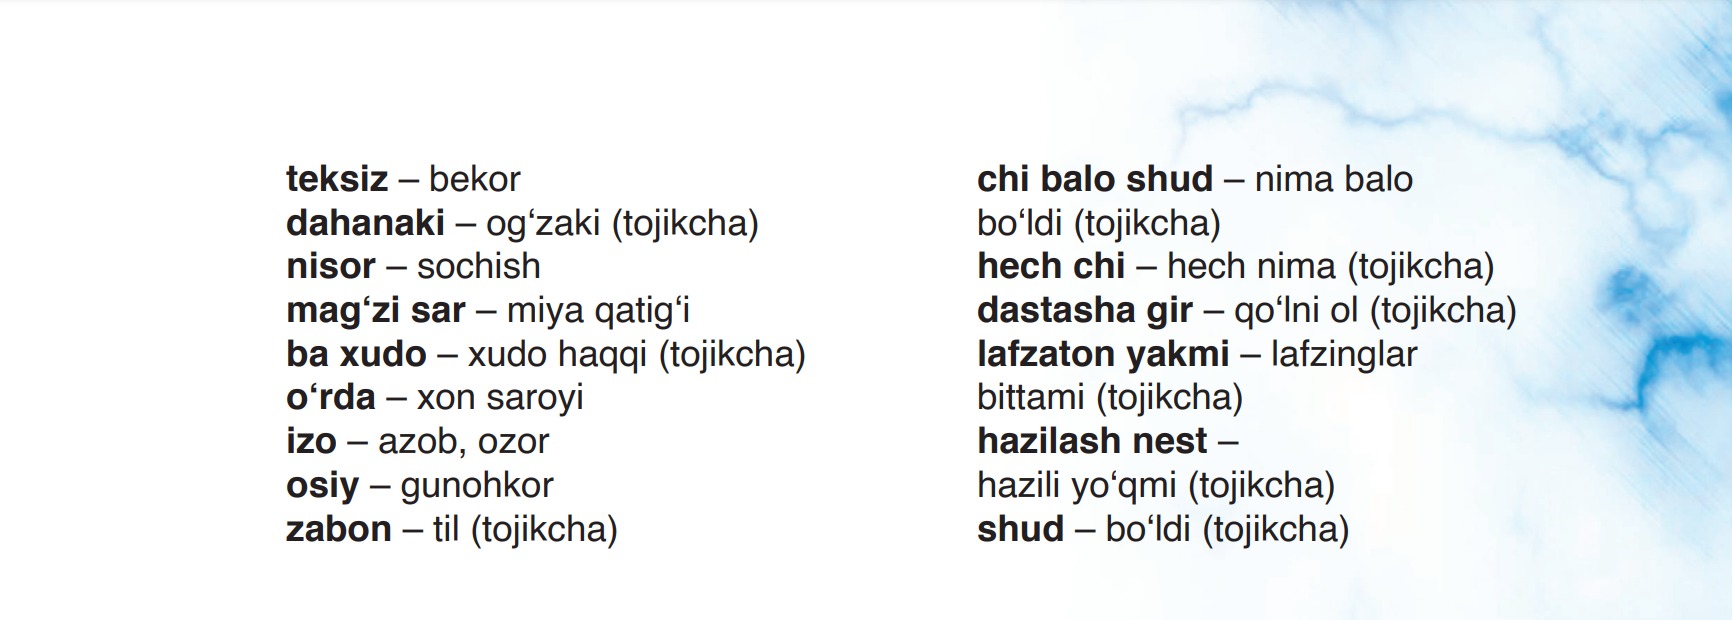 teksiz – bekor
dahanaki – og‘zaki (tojikcha)
nisor – sochish
mag‘zi sar – miya qatig‘i
ba xudo – xudo haqqi (tojikcha)
o‘rda – xon saroyi
izo – azob, ozor
osiy – gunohkor
zabon – til (tojikcha)
chi balo shud – nima balo
bo‘ldi (tojikcha)
hech chi – hech nima (tojikcha)
dastasha gir – qo‘lni ol (tojikcha)
lafzaton yakmi – lafzinglar
bittami (tojikcha)
hazilash nest –
hazili yo‘qmi (tojikcha)
shud – bo‘ldi (tojikcha)